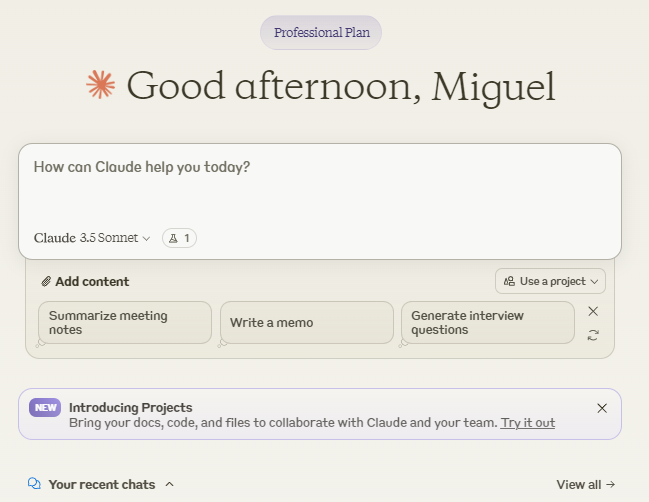 Professional Plan
Good afternoon, Miguel
How can Claude help you today?
Claude 3.5 Sonnet 1
Add content Use a project
Summarize meeting
notes
Write a memo
Generate interview
questions
NEW Introducing Projects
Bring your docs, code, and files to collaborate with Claude and your team. Try it out
Your recent chats View all →